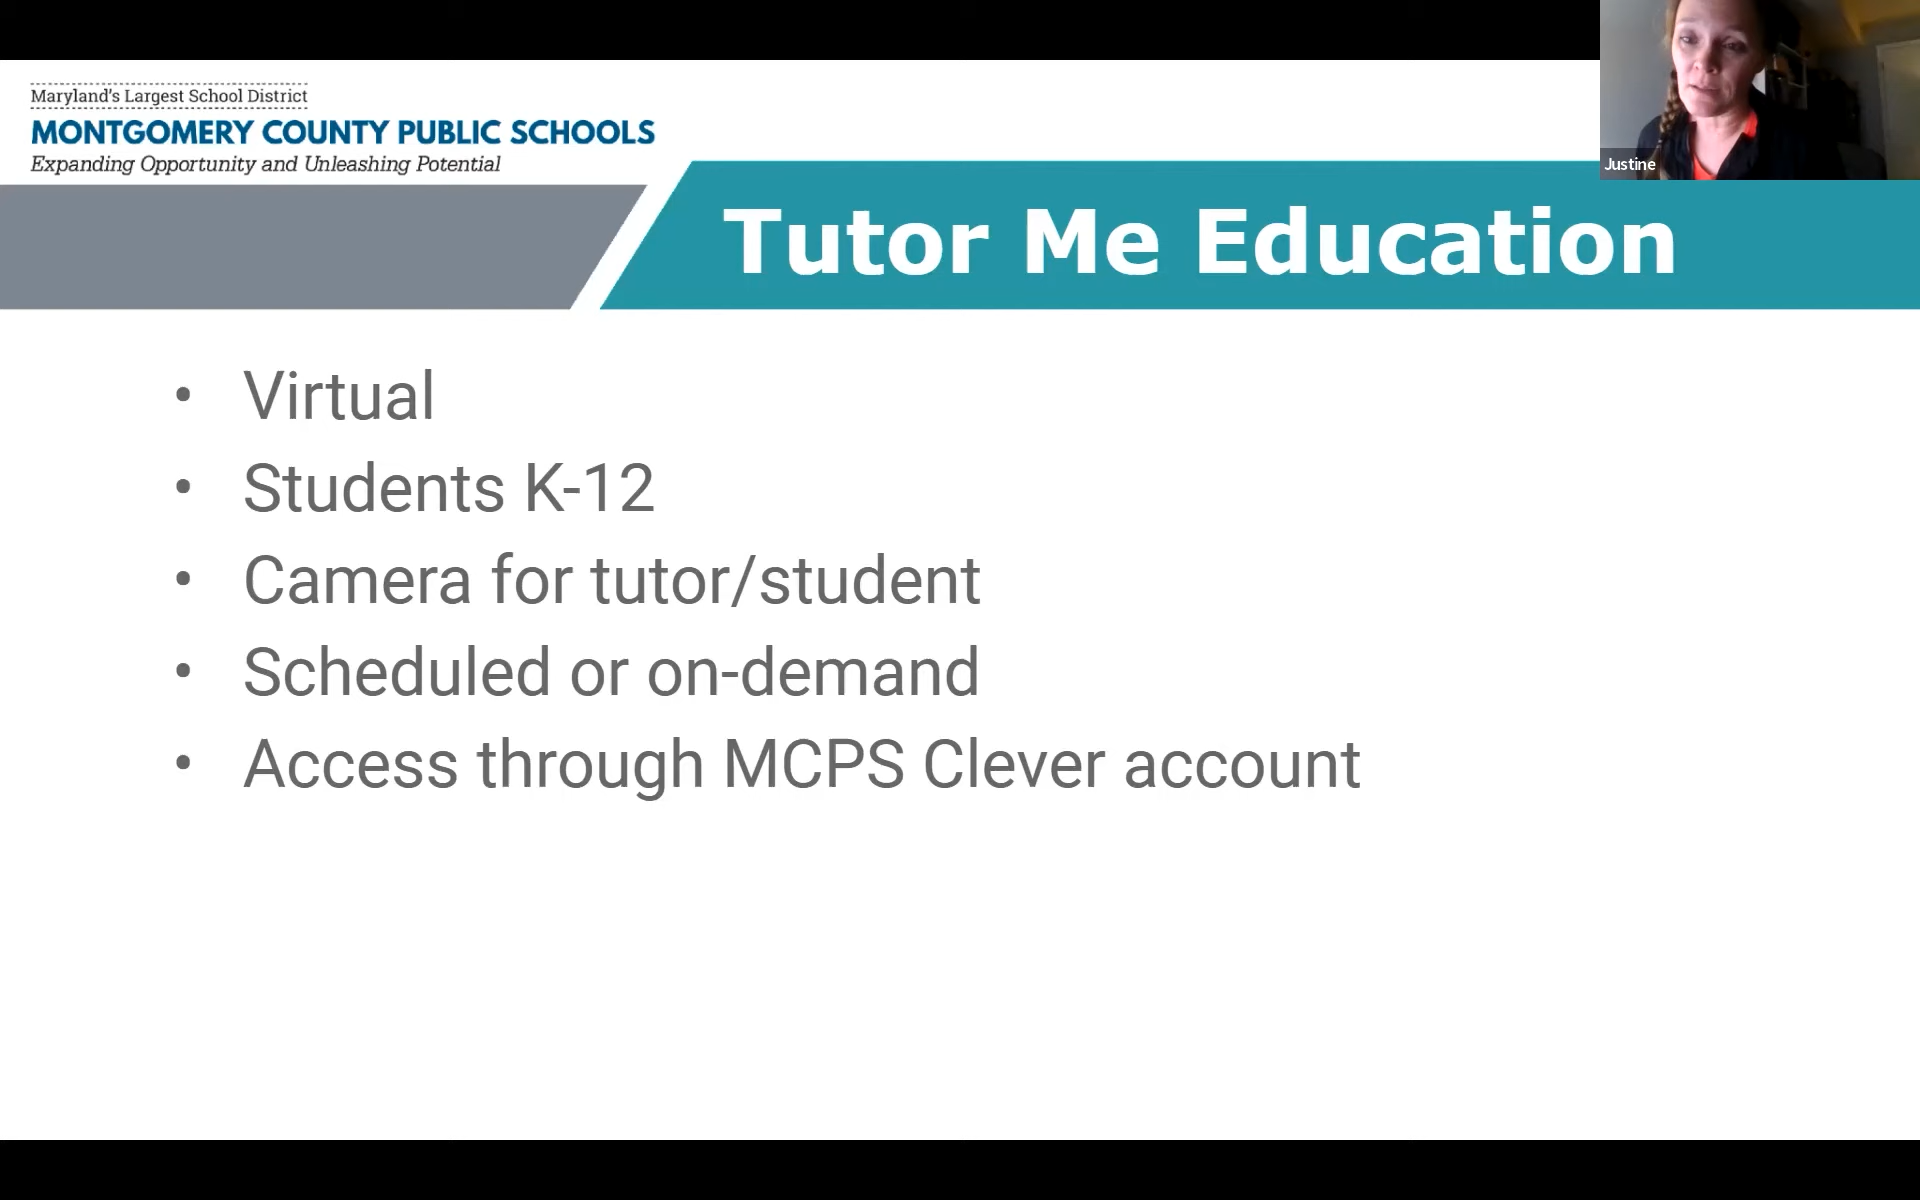 Maryland's Largest School District
MONTGOMERY COUNTY PUBLIC SCHOOLS
Expanding Opportunity and Unleashing Potential
Justine
Tutor Me Education
• Virtual
• Students K-12
• Camera for tutor/student
• Scheduled or on-demand
• Access through MCPS Clever account